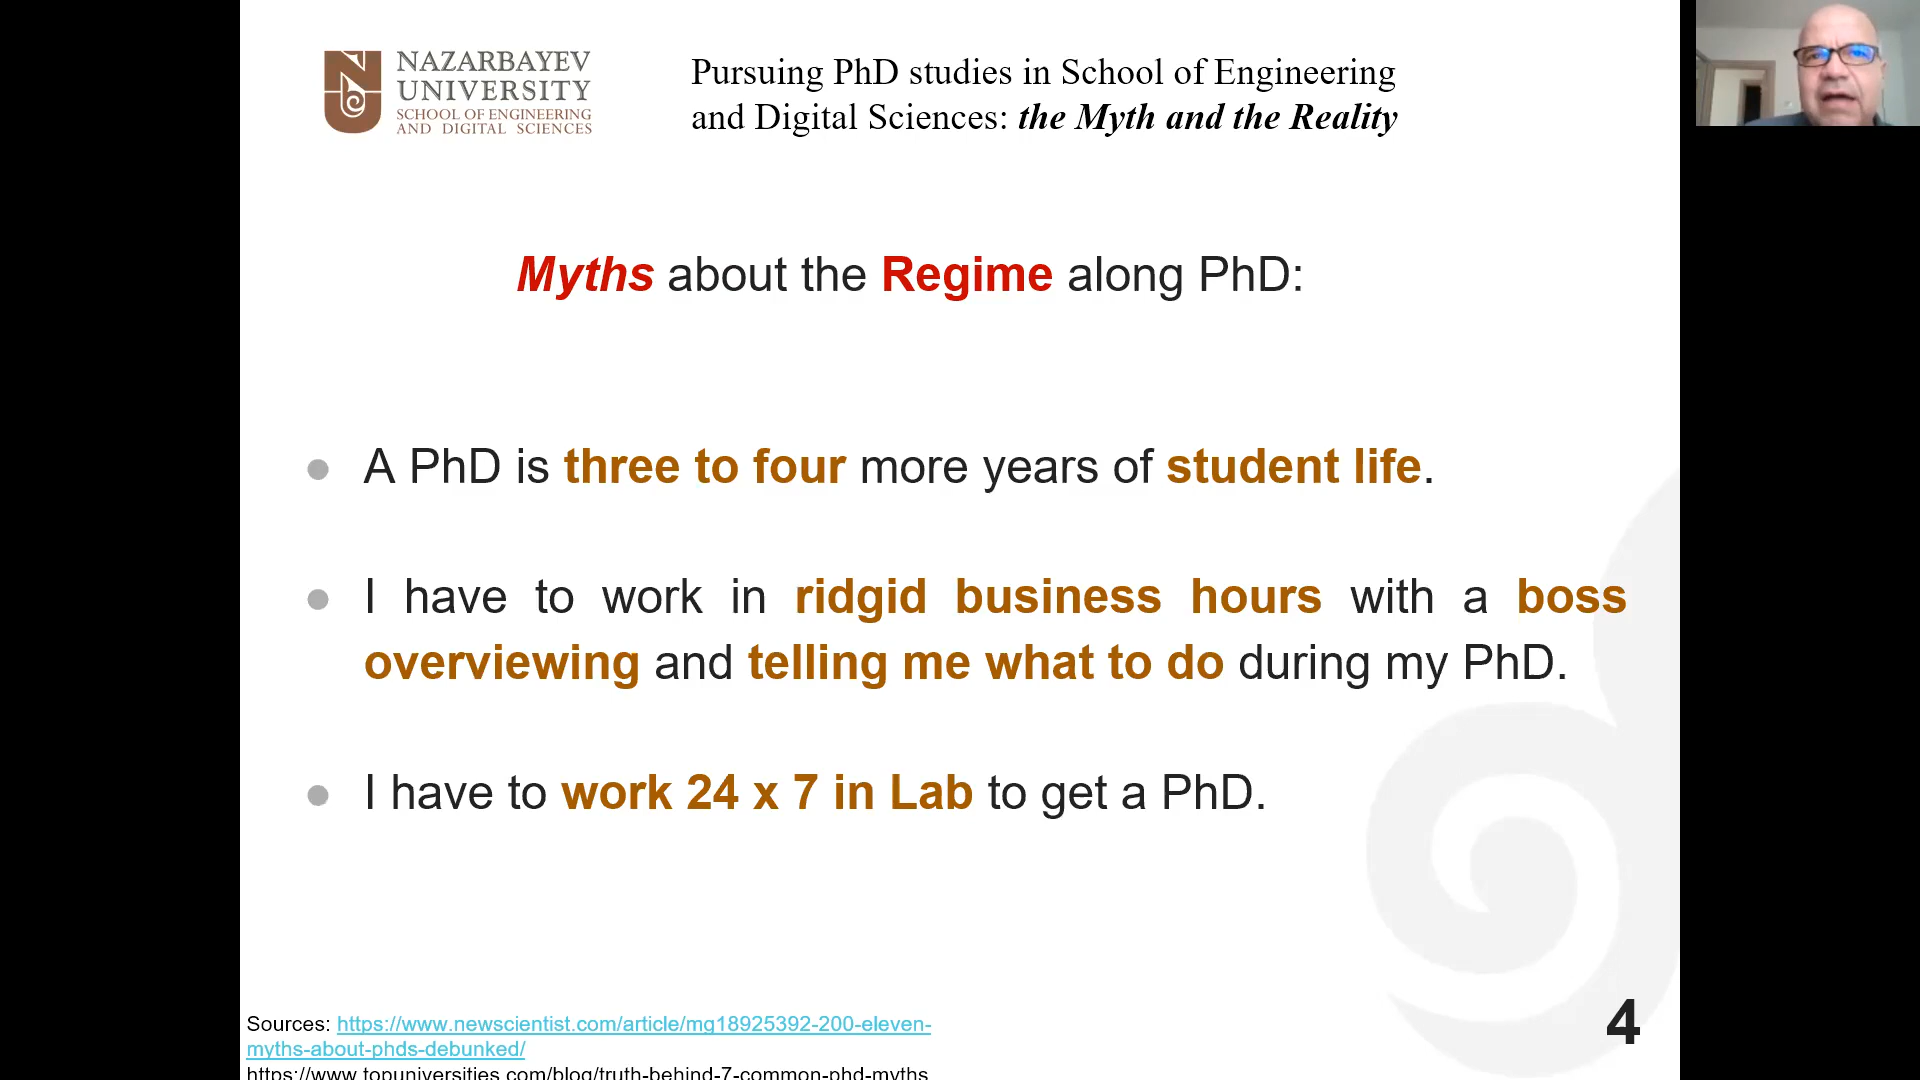 NAZARBAYEV
UNIVERSITY
SCHOOL OF ENGINEERING
AND DIGITAL SCIENCES
Pursuing PhD studies in School of Engineering
and Digital Sciences: the Myth and the Reality
Myths about the Regime along PhD:
A PhD is three to four more years of student life.
I have to work in ridgid business hours with a boss
overviewing and telling me what to do during my PhD.
I have to work 24 x 7 in Lab to get a PhD.
Sources: https://www.newscientist.com/article/mg18925392-200-eleven-
myths-about-phds-debunked/
https://www.topuniversities.com/blog/truth-behind-7-common-phd-myths
4